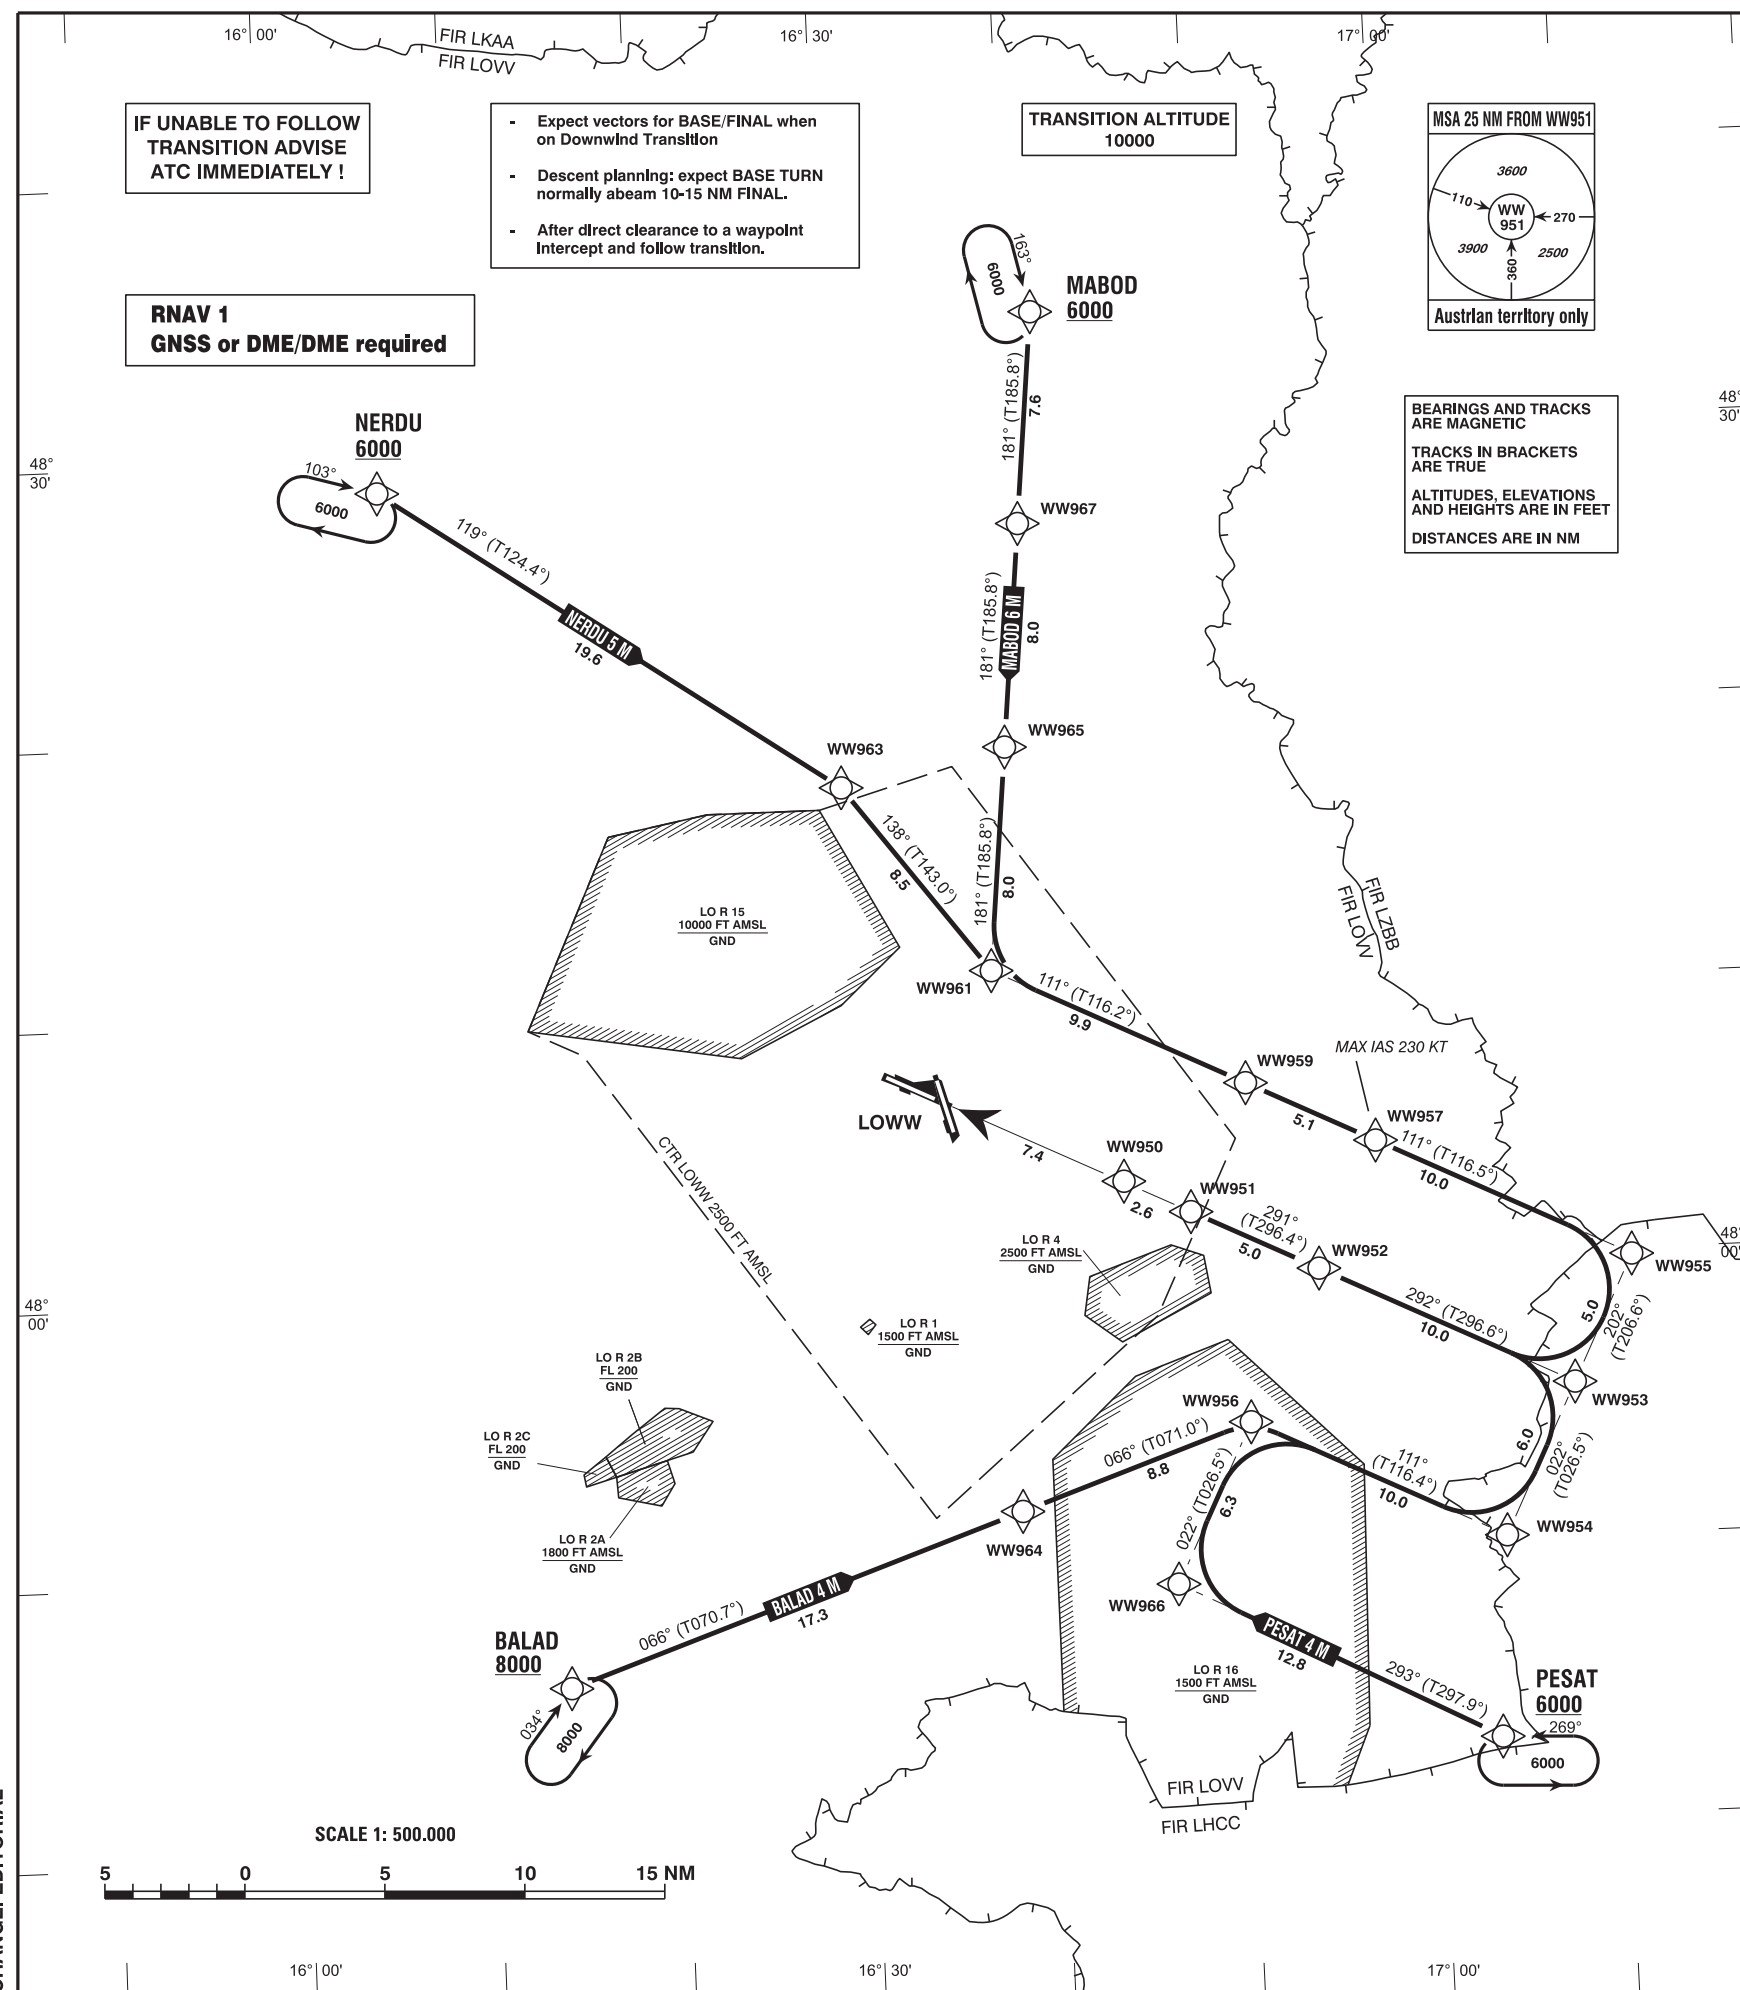 16° 00'
16° 30'
17° 00'
FIR LKAA
FIR LOVV
IF UNABLE TO FOLLOW
TRANSITION ADVISE
ATC IMMEDIATELY !
- Expect vectors for BASE/FINAL when
on Downwind Transition
- Descent planning: expect BASE TURN
normally abeam 10-15 NM FINAL.
- After direct clearance to a waypoint
intercept and follow transition.
TRANSITION ALTITUDE
10000
MSA 25 NM FROM WW951
3600
110
WW
951
270
3900
2500
360
Austrian territory only
RNAV 1
GNSS or DME/DME required
163°
6000
MABOD
6000
181° (T185.8°)
7.6
BEARINGS AND TRACKS
ARE MAGNETIC
TRACKS IN BRACKETS
ARE TRUE
ALTITUDES, ELEVATIONS
AND HEIGHTS ARE IN FEET
DISTANCES ARE IN NM
48°
30'
NERDU
6000
48°
30'
103°
6000
119° (T124.4°)
NERDU 5 M
19.6
WW967
181° (T185.8°)
MABOD 6 M
8.0
WW965
WW963
138° (T143.0°)
8.5
181° (T185.8°)
8.0
LO R 15
10000 FT AMSL
GND
FIR LZBB
FIR LOVV
WW961
111° (T116.2°)
9.9
WW959
MAX IAS 230 KT
5.1
WW957
111° (T116.5°)
10.0
LOWW
7.4
WW950
2.6
WW951
CTR LOWW 2500 FT AMSL
291°
(T296.4°)
5.0
WW952
LO R 4
2500 FT AMSL
GND
48°
00'
WW955
48°
00'
292° (T296.6°)
10.0
5.0
202°
(T206.6°)
LO R 1
1500 FT AMSL
GND
WW953
LO R 2B
FL 200
GND
LO R 2C
FL 200
GND
LO R 2A
1800 FT AMSL
GND
WW956
066° (T071.0°)
8.8
022° (T026.5°)
6.3
111°
(T116.4°)
10.0
6.0
022°
(T026.5°)
WW954
WW964
WW966
066° (T070.7°)
BALAD 4 M
17.3
BALAD
8000
034°
8000
PESAT 4 M
12.8
293° (T297.9°)
LO R 16
1500 FT AMSL
GND
PESAT
6000
269°
6000
FIR LOVV
FIR LHCC
SCALE 1: 500.000
5 0 5 10 15 NM
16° 00'
16° 30'
17° 00'